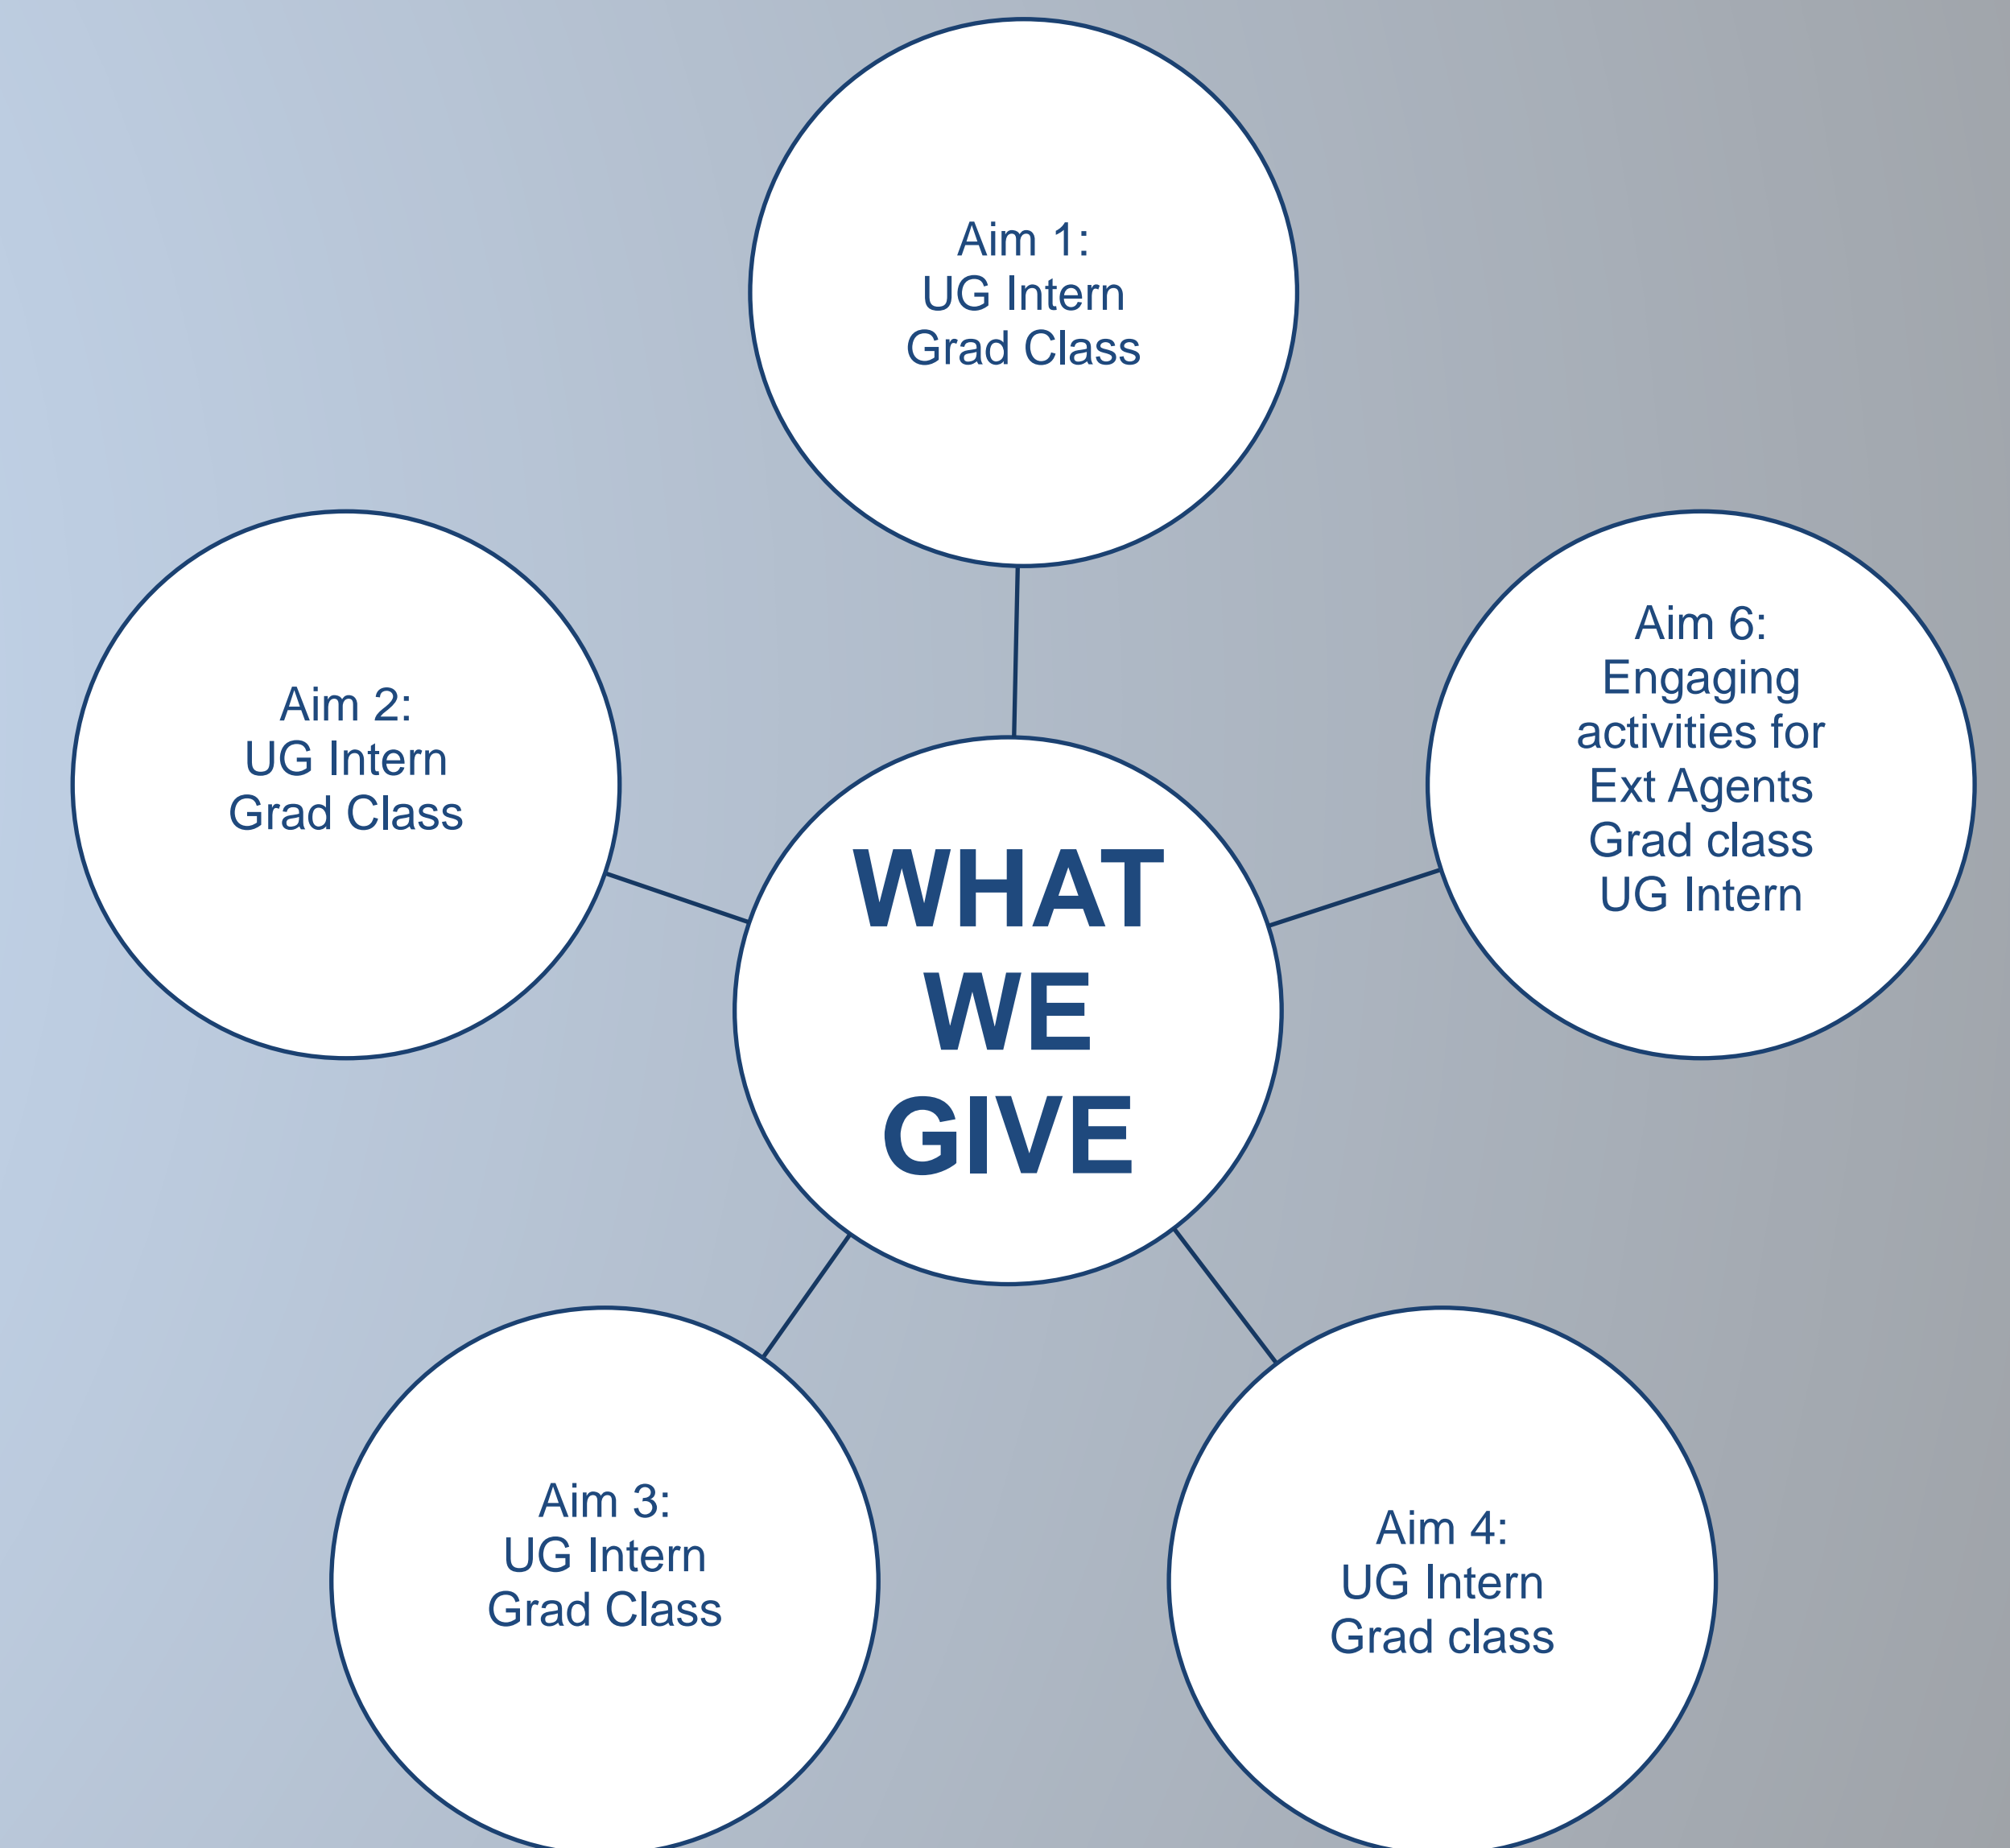 Aim 1:
UG Intern
Grad Class
Aim 2:
UG Intern
Grad Class
Aim 6:
Engaging
activities for
Ext Agents
Grad class
UG Intern
WHAT
WE
GIVE
Aim 3:
UG Intern
Grad Class
Aim 4:
UG Intern
Grad class